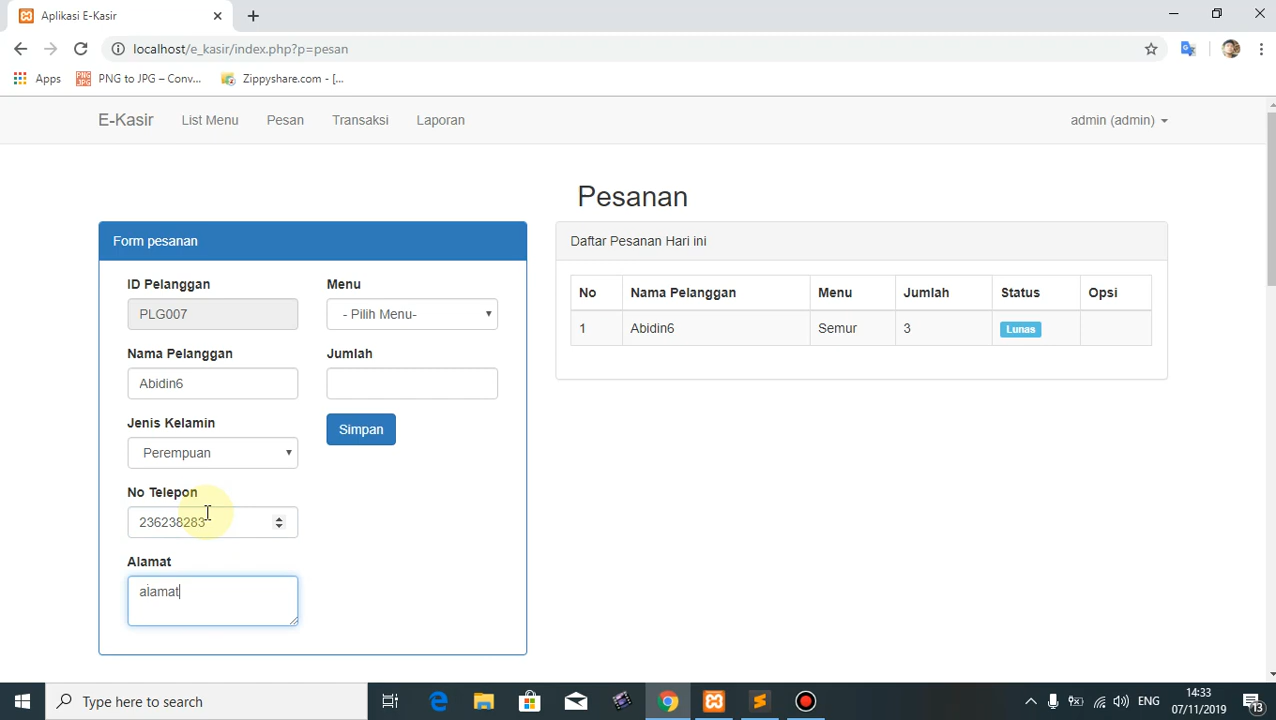 Aplikasi E-Kasir
localhost/e_kasir/index.php?p=pesan
Apps PNG to JPG – Conv... Zippyshare.com - [...
E-Kasir List Menu Pesan Transaksi Laporan admin (admin)
Pesanan
Form pesanan
ID Pelanggan Menu
PLG007 - Pilih Menu-
Nama Pelanggan Jumlah
Abidin6
Jenis Kelamin Simpan
Perempuan
No Telepon
236238283
Alamat
alamat
Daftar Pesanan Hari ini
No Nama Pelanggan Menu Jumlah Status Opsi
1 Abidin6 Semur 3 Lunas
Type here to search ENG 14:33
07/11/2019 13